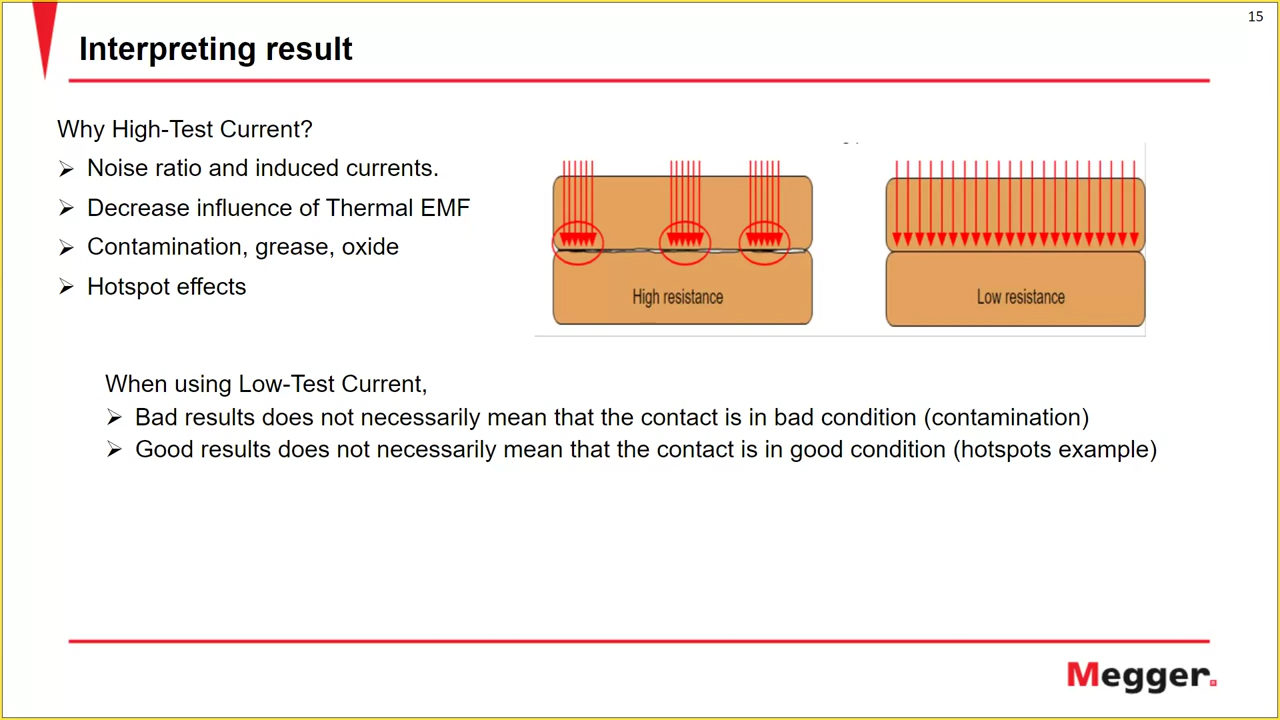 15
Interpreting result
Why High-Test Current?
➢ Noise ratio and induced currents.
➢ Decrease influence of Thermal EMF
➢ Contamination, grease, oxide
➢ Hotspot effects
High resistance
Low resistance
When using Low-Test Current,
➢ Bad results does not necessarily mean that the contact is in bad condition (contamination)
➢ Good results does not necessarily mean that the contact is in good condition (hotspots example)
Megger.